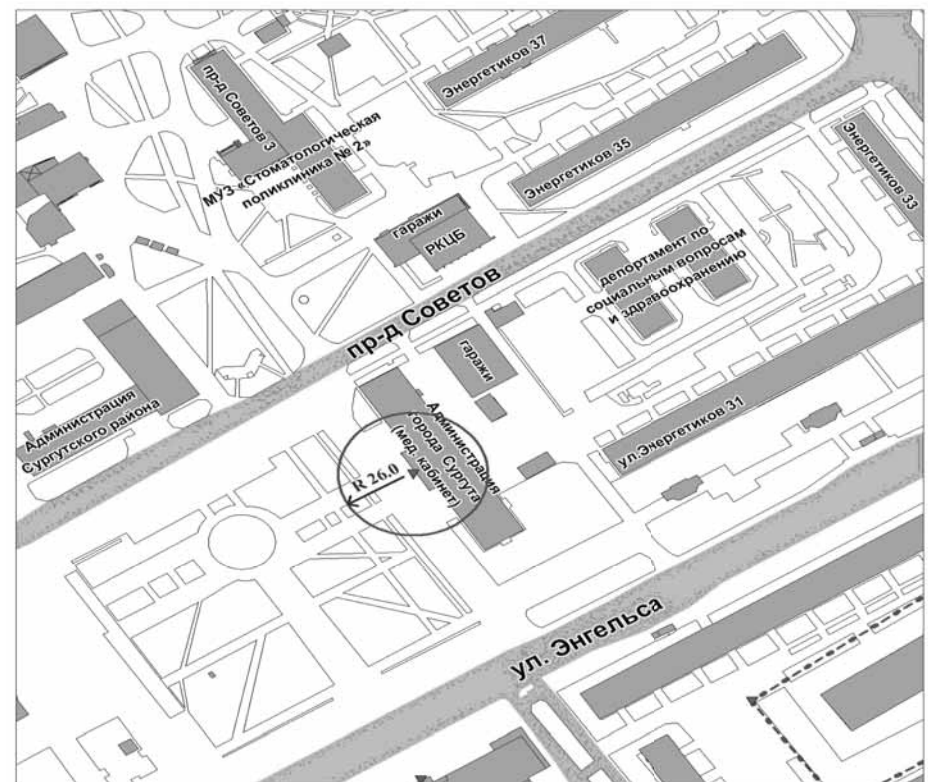 Энергетиков 37
пр-д Советов 3
МУЗ «Стоматологическая
поликлиника № 2»
Энергетиков 35
Энергетиков 33
гаражи
РКЦБ
депортамент по
социальным вопросам
и здравоохранению
пр-д Советов
гаражи
Администрация
Сургутского района
Администрация
города Сургута
(мед. кабинет)
R 26.0
ул.Энергетиков 31
ул. Энгельса